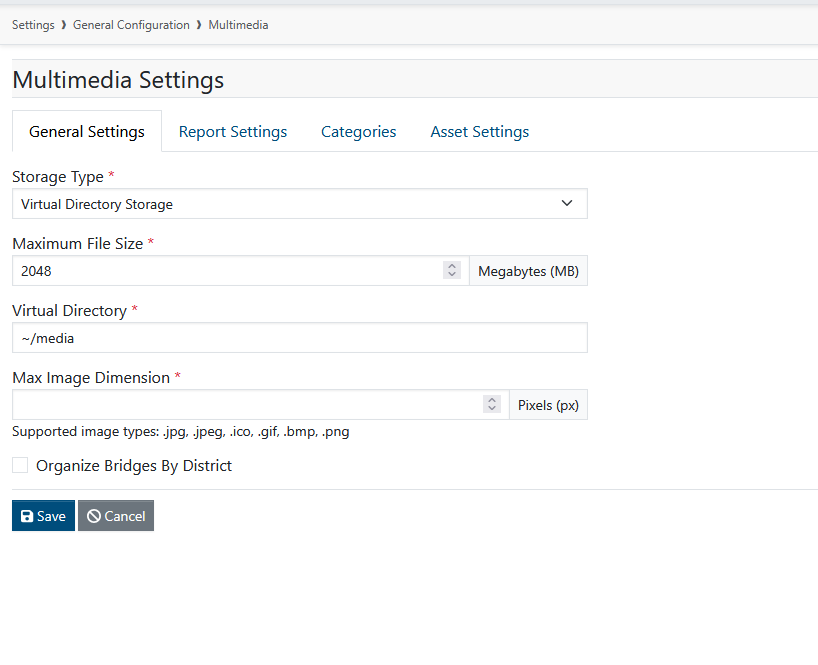 Settings ❯ General Configuration ❯ Multimedia
Multimedia Settings
General Settings Report Settings Categories Asset Settings
Storage Type *
Virtual Directory Storage
Maximum File Size *
2048 Megabytes (MB)
Virtual Directory *
~/media
Max Image Dimension *
Pixels (px)
Supported image types: .jpg, .jpeg, .ico, .gif, .bmp, .png
Organize Bridges By District
Save Cancel